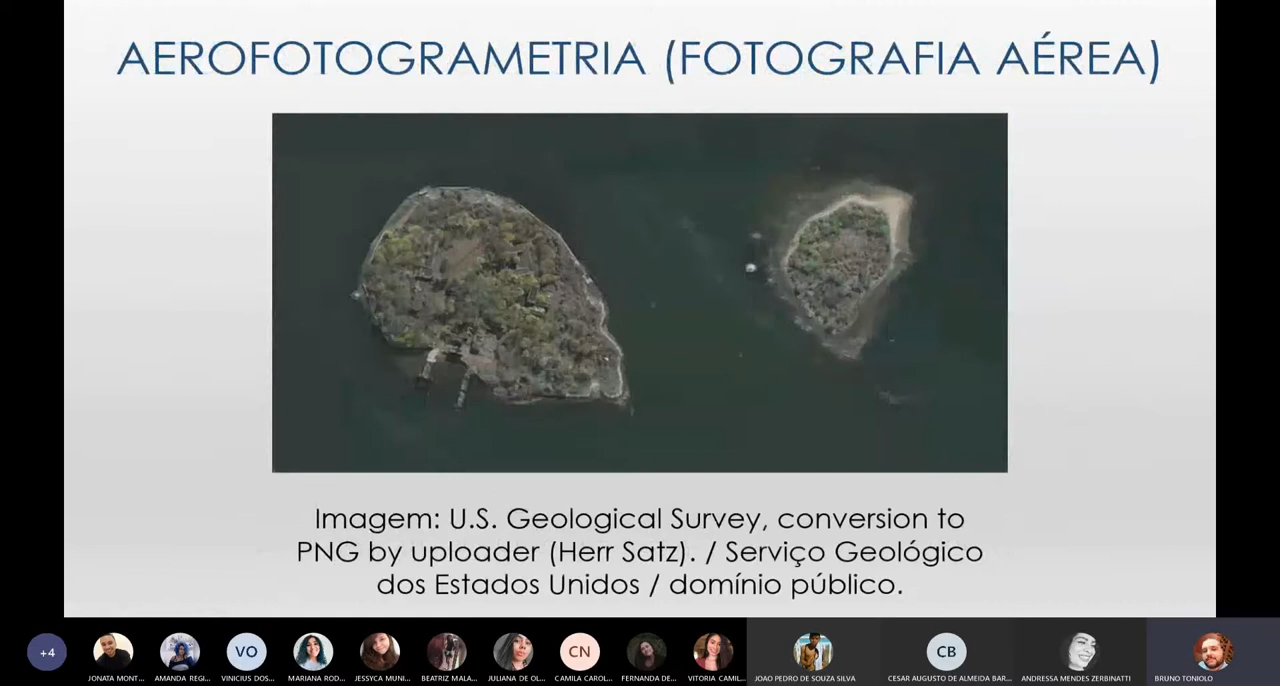 AEROFOTOGRAMETRIA (FOTOGRAFIA AÉREA)
Imagem: U.S. Geological Survey, conversion to
PNG by uploader (Herr Satz). / Serviço Geológico
dos Estados Unidos / domínio público.
+4
VO
CN
CB
JONATA MONT...
AMANDA REGI...
VINICIUS DOS...
MARIANA ROD...
JESSYCA MUNI...
BEATRIZ MALA...
JULIANA DE OL...
CAMILA CAROL...
FERNANDA DE...
VITORIA CAMIL...
JOAO PEDRO DE SOUZA SILVA
CESAR AUGUSTO DE ALMEIDA BAR...
ANDRESSA MENDES ZERBINATTI
BRUNO TONIOLO